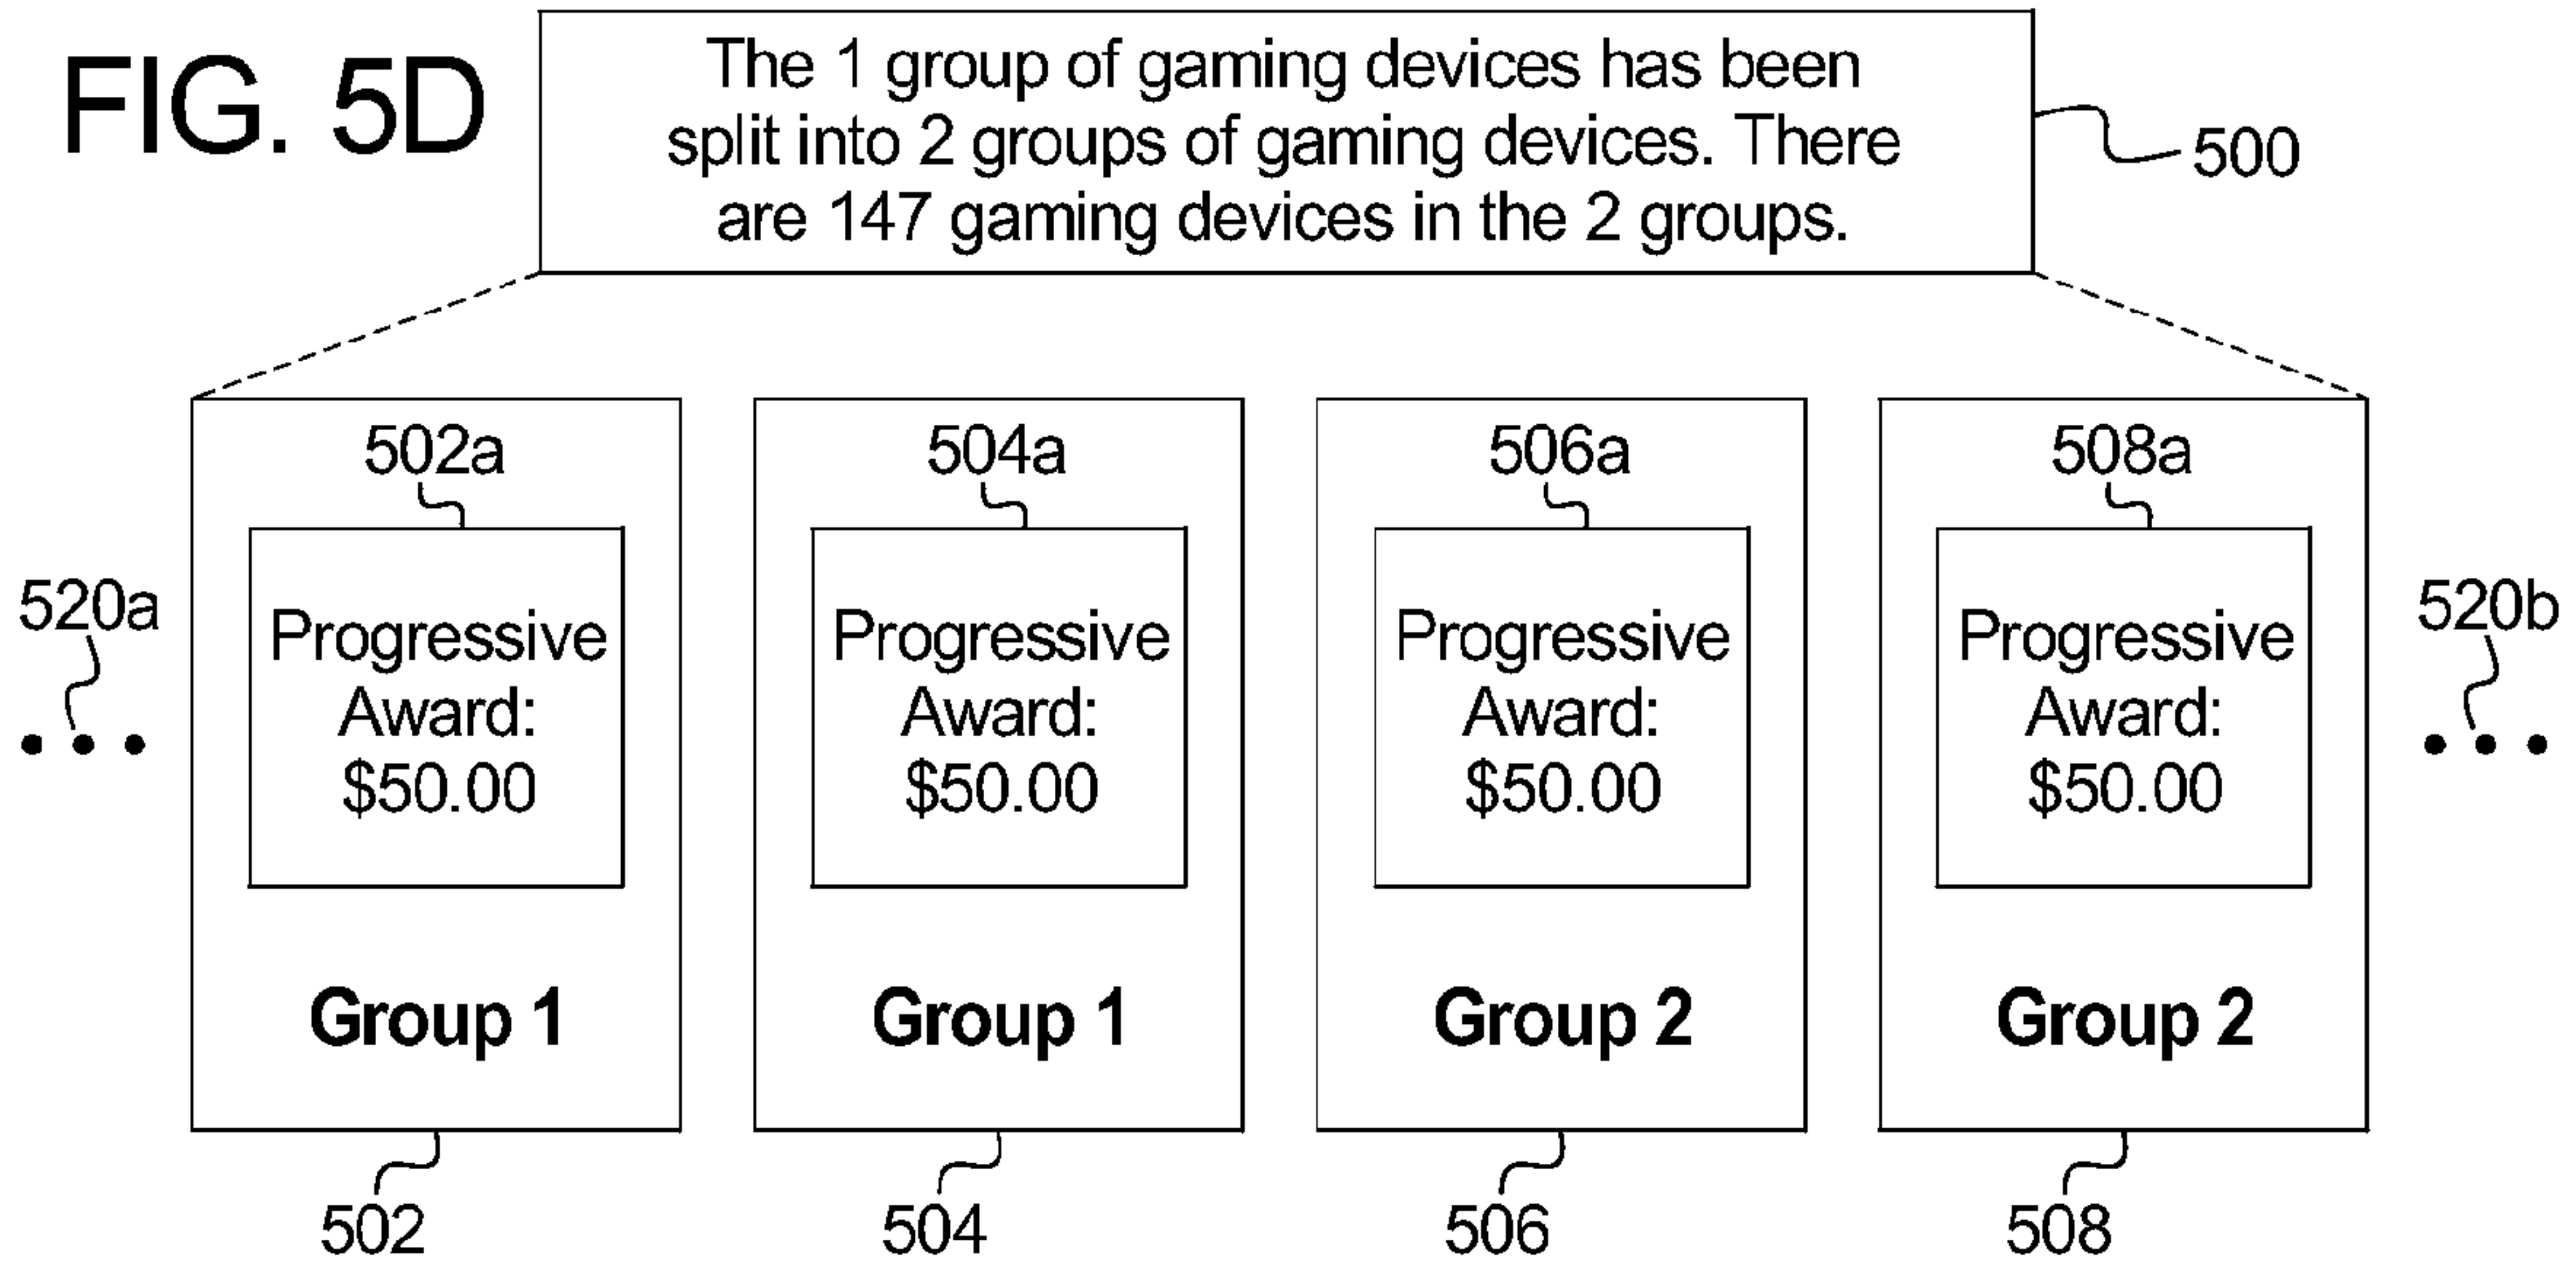 FIG. 5D
The 1 group of gaming devices has been
split into 2 groups of gaming devices. There
are 147 gaming devices in the 2 groups.
500
502a
504a
506a
508a
520a
520b
Progressive
Award:
$50.00
Progressive
Award:
$50.00
Progressive
Award:
$50.00
Progressive
Award:
$50.00
Group 1
Group 1
Group 2
Group 2
502
504
506
508